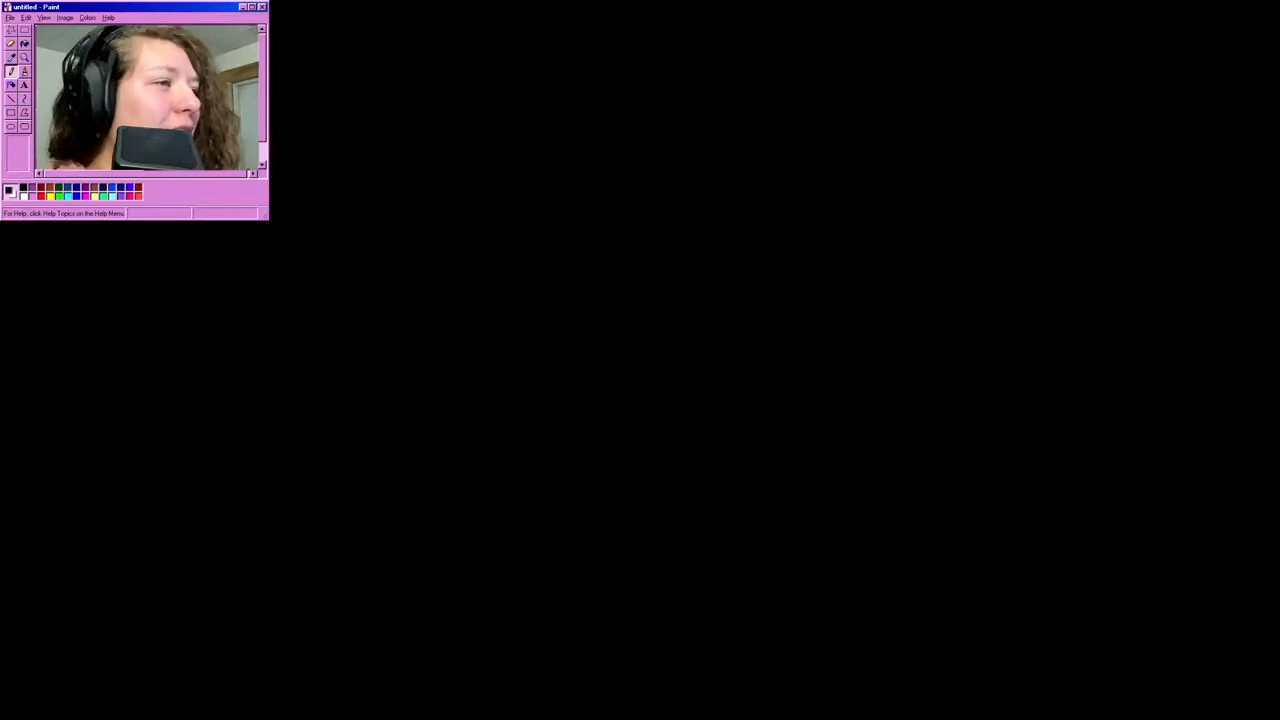 untitled - Paint
File Edit View Image Colors Help
A
For Help, click Help Topics on the Help Menu.